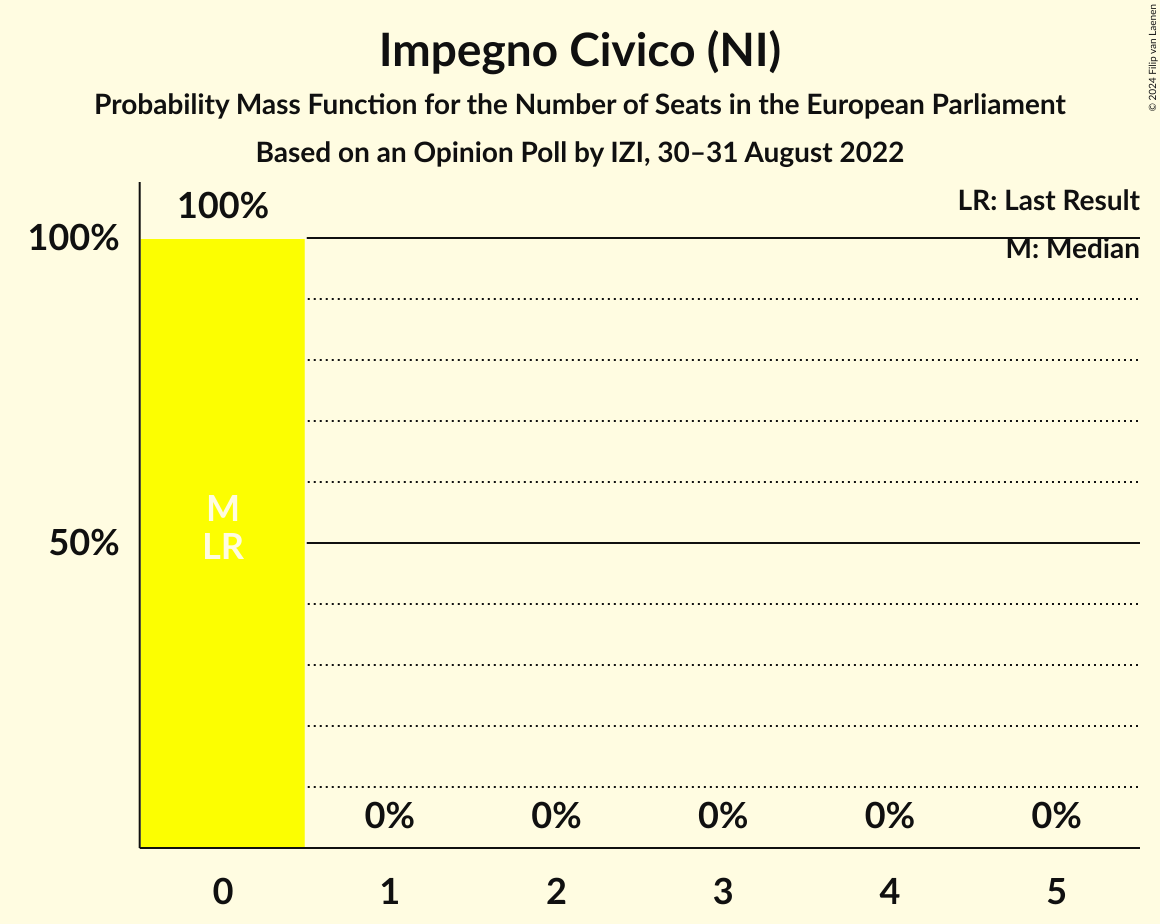 Impegno Civico (NI)
Probability Mass Function for the Number of Seats in the European Parliament
Based on an Opinion Poll by IZI, 30–31 August 2022
© 2024 Filip van Laenen
LR: Last Result
M: Median
100%
100%
50%
M
LR
0% 0% 0% 0% 0%
0 1 2 3 4 5